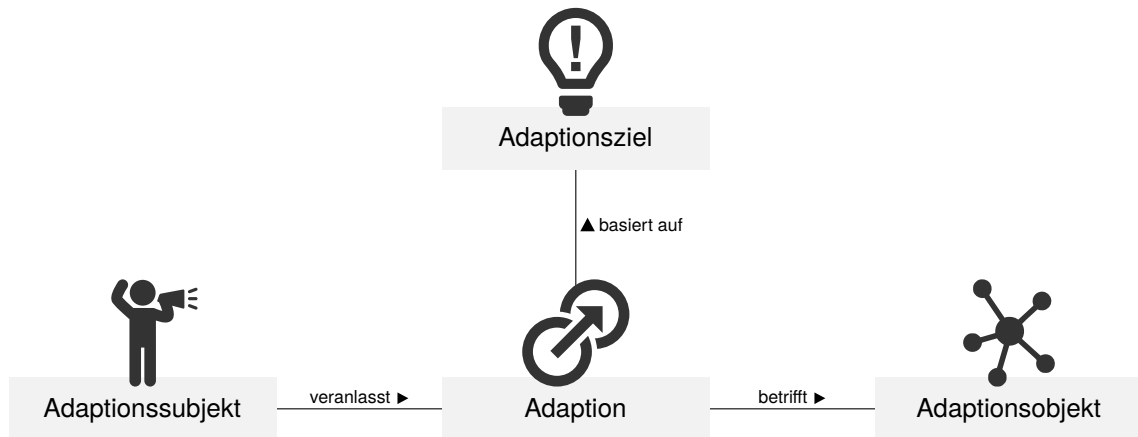 Adaptionsziel
▲ basiert auf
Adaptionssubjekt
veranlasst ▶
Adaption
betrifft ▶
Adaptionsobjekt